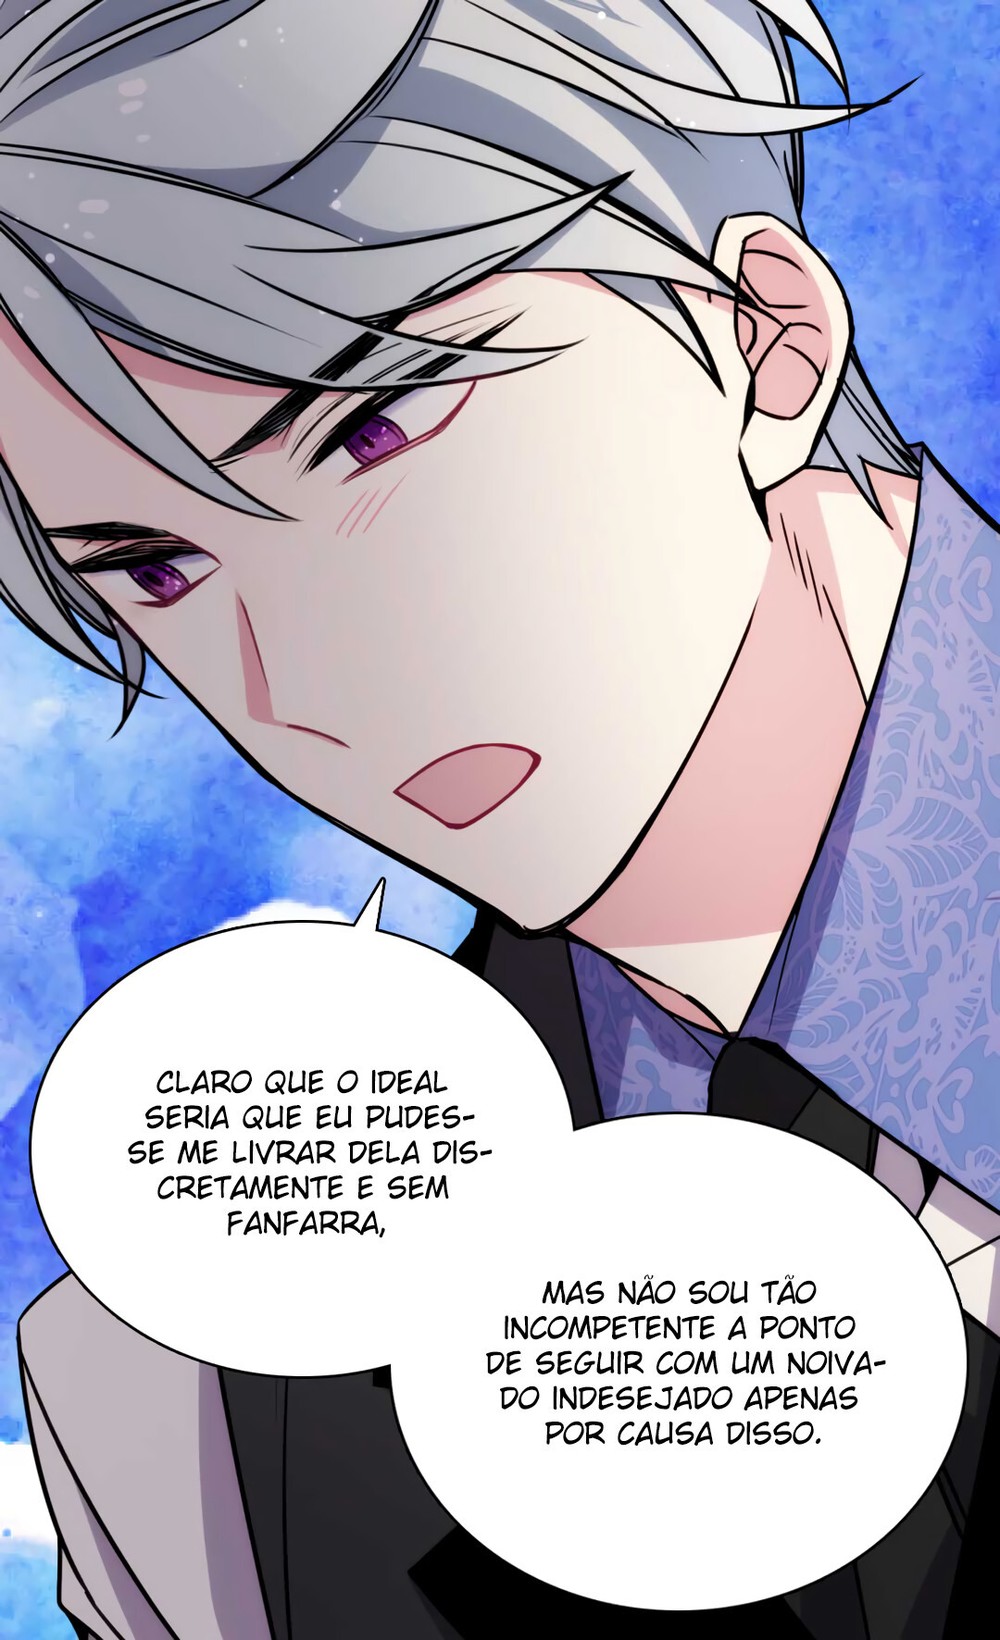 CLARO QUE O IDEAL
SERIA QUE EU PUDES-
SE ME LIVRAR DELA DIS-
CRETAMENTE E SEM
FANFARRA,
MAS NÃO SOU TÃO
INCOMPETENTE A PONTO
DE SEGUIR COM UM NOIVA-
DO INDESEJADO APENAS
POR CAUSA DISSO.